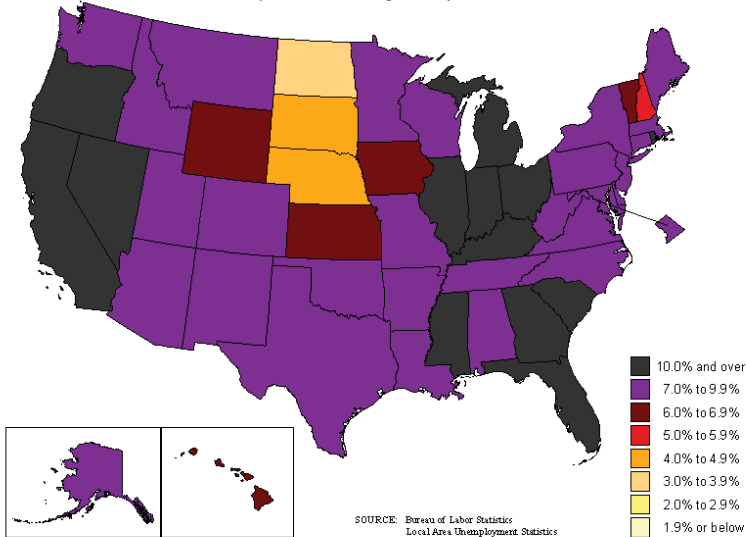 10.0% and over
7.0% to 9.9%
6.0% to 6.9%
5.0% to 5.9%
4.0% to 4.9%
3.0% to 3.9%
2.0% to 2.9%
1.9% or below
SOURCE: Bureau of Labor Statistics
Local Area Unemployment Statistics